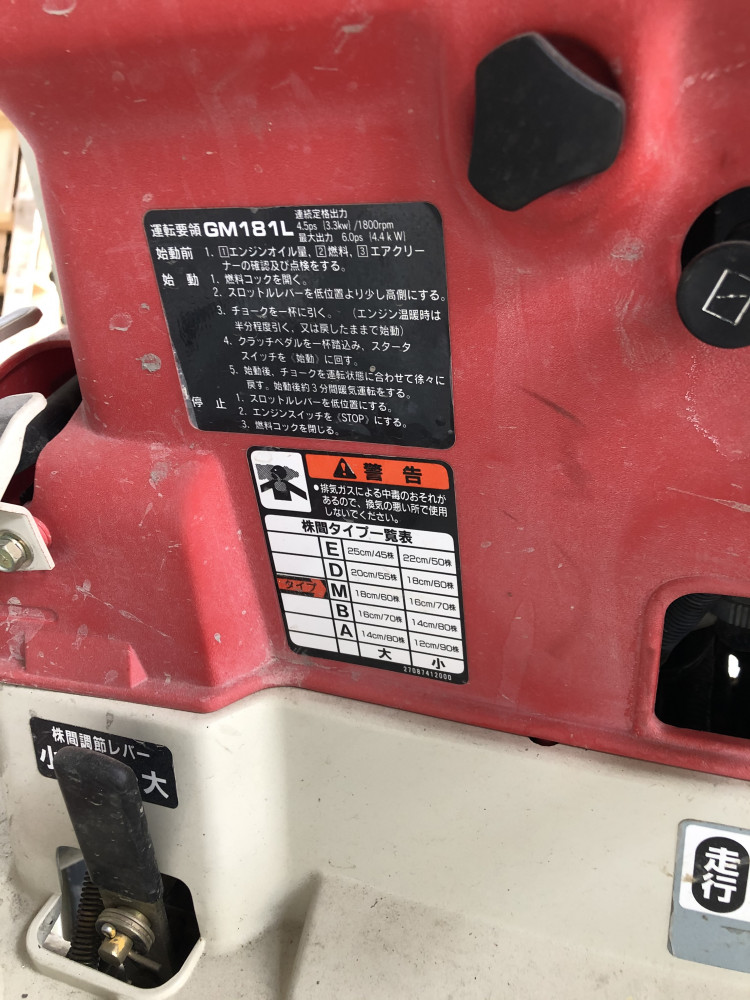 運転要領 GM181L 連続定格出力
4.5ps [3.3kw] /1800rpm
最大出力 6.0ps [4.4kW]
始動前 1. 1エンジンオイル量、2燃料、3エアクリー
ナーの確認及び点検をする。
始動 1. 燃料コックを開く。
2. スロットルレバーを低位置より少し高側にする。
3. チョークを一杯に引く。 (エンジン温暖時は
半分程度引く、又は戻したままで始動)
4. クラッチペダルを一杯踏込み、スタータ
スイッチを《始動》に回す。
5. 始動後、チョークを運転状態に合わせて徐々に
戻す。始動後約3分間暖気運転をする。
停止 1. スロットルレバーを低位置にする。
2. エンジンスイッチを《STOP》にする。
3. 燃料コックを閉じる。
警告
•排気ガスによる中毒のおそれが
あるので、換気の悪い所で使用
しないでください。
株間タイプ一覧表
E 25cm/45株 22cm/50株
D 20cm/55株 18cm/60株
タイプ M 18cm/60株 16cm/70株
B 16cm/70株 14cm/80株
A 14cm/80株 12cm/90株
大 小
27087412000
株間調節レバー
小 大
走行